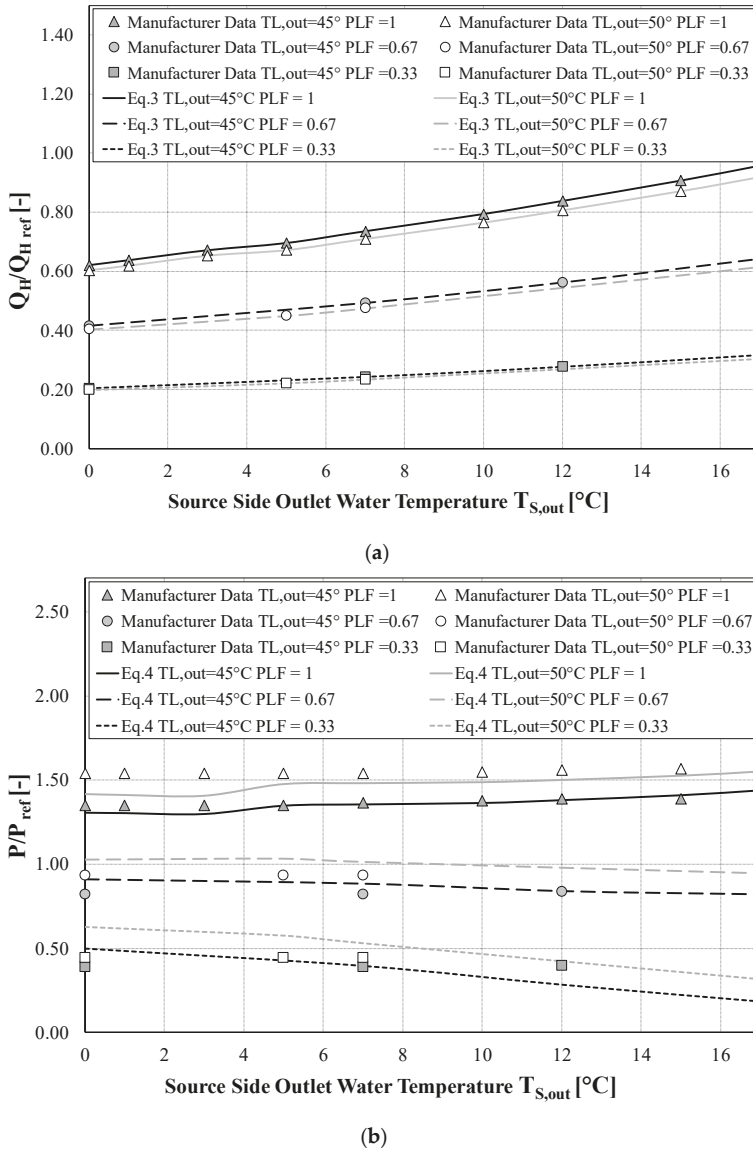 1.40
1.20
1.00
0.80
0.60
0.40
0.20
0.00
Q_H/Q_H ref [-]
Manufacturer Data TL,out=45° PLF =1 Manufacturer Data TL,out=50° PLF =1
Manufacturer Data TL,out=45° PLF =0.67 Manufacturer Data TL,out=50° PLF =0.67
Manufacturer Data TL,out=45° PLF =0.33 Manufacturer Data TL,out=50° PLF =0.33
Eq.3 TL,out=45°C PLF = 1 Eq.3 TL,out=50°C PLF = 1
Eq.3 TL,out=45°C PLF = 0.67 Eq.3 TL,out=50°C PLF = 0.67
Eq.3 TL,out=45°C PLF = 0.33 Eq.3 TL,out=50°C PLF = 0.33
0 2 4 6 8 10 12 14 16
Source Side Outlet Water Temperature T_S,out [°C]
(a)
2.50
2.00
1.50
1.00
0.50
0.00
P/P_ref [-]
Manufacturer Data TL,out=45° PLF =1 Manufacturer Data TL,out=50° PLF =1
Manufacturer Data TL,out=45° PLF =0.67 Manufacturer Data TL,out=50° PLF =0.67
Manufacturer Data TL,out=45° PLF =0.33 Manufacturer Data TL,out=50° PLF =0.33
Eq.4 TL,out=45°C PLF = 1 Eq.4 TL,out=50°C PLF = 1
Eq.4 TL,out=45°C PLF = 0.67 Eq.4 TL,out=50°C PLF = 0.67
Eq.4 TL,out=45°C PLF = 0.33 Eq.4 TL,out=50°C PLF = 0.33
0 2 4 6 8 10 12 14 16
Source Side Outlet Water Temperature T_S,out [°C]
(b)